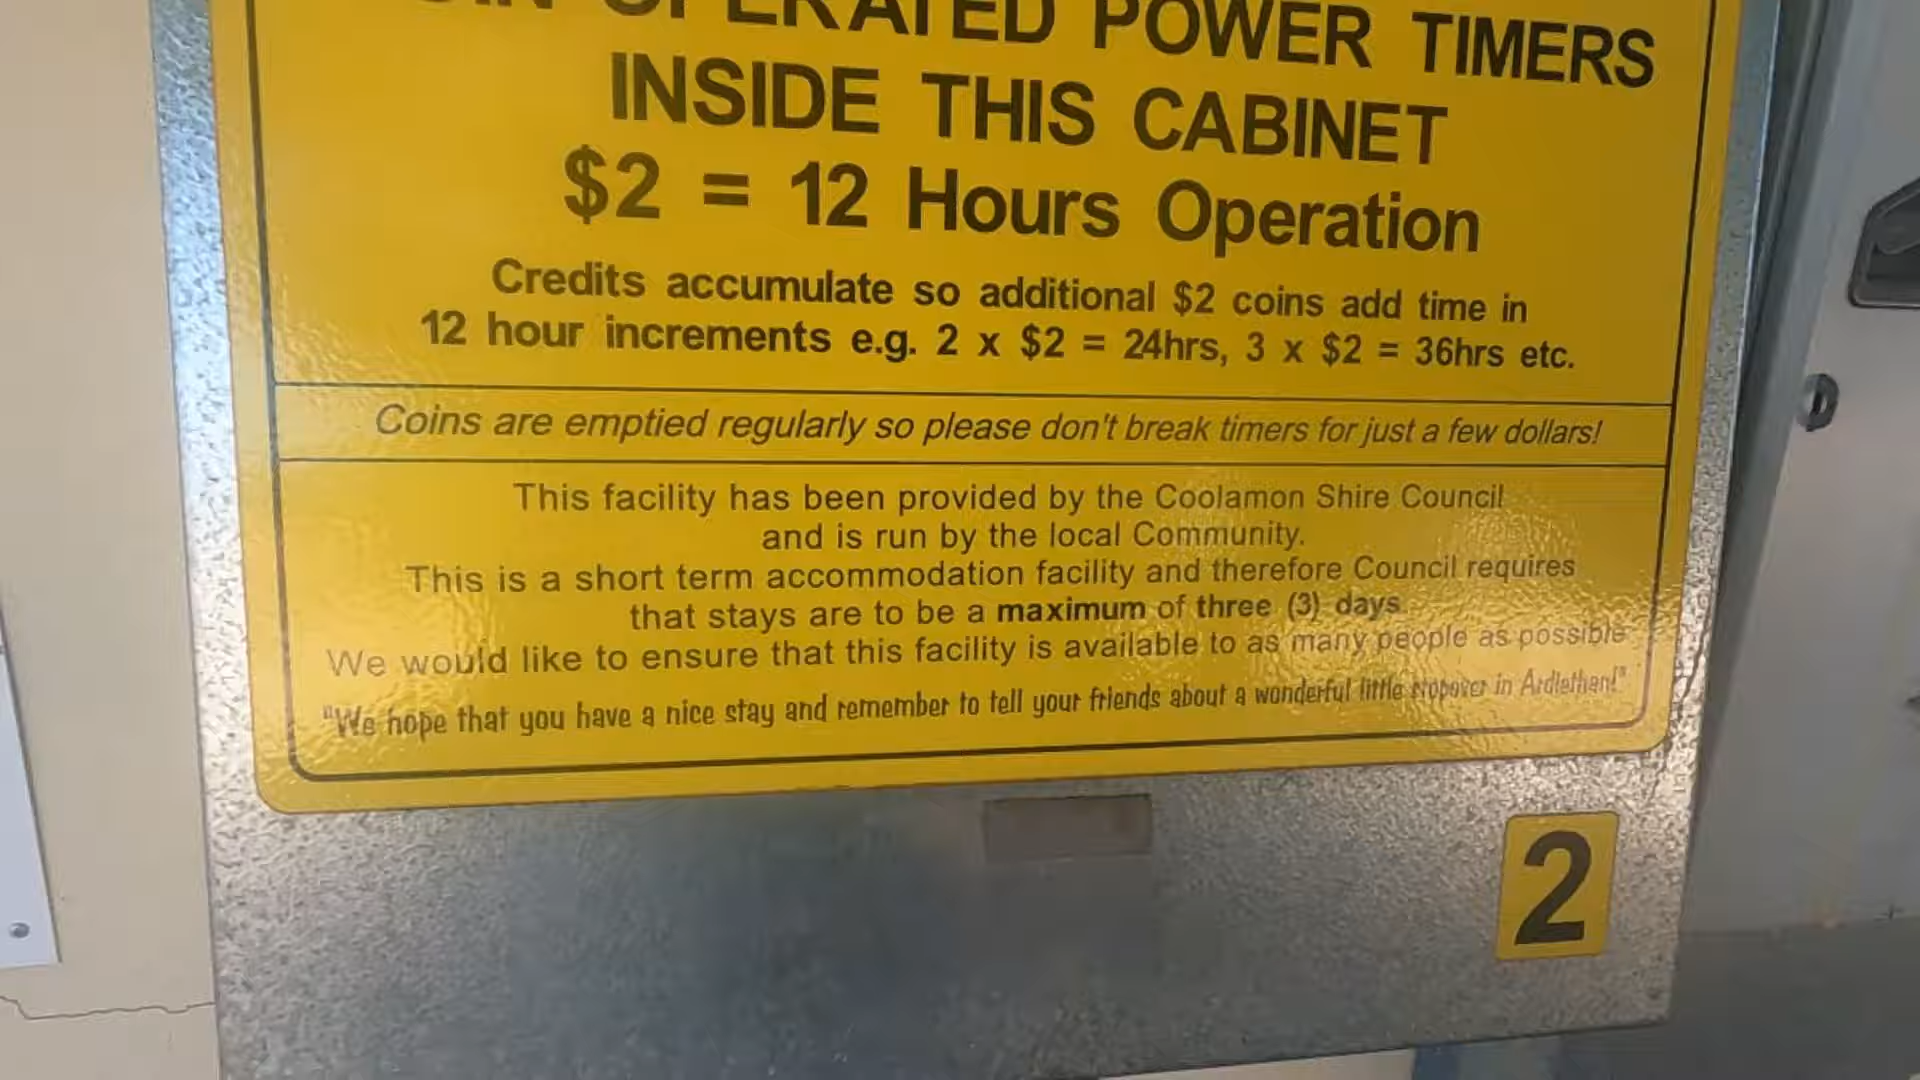 OPERATED POWER TIMERS
INSIDE THIS CABINET
$2 = 12 Hours Operation
Credits accumulate so additional $2 coins add time in
12 hour increments e.g. 2 x $2 = 24hrs, 3 x $2 = 36hrs etc.
Coins are emptied regularly so please don't break timers for just a few dollars!
This facility has been provided by the Coolamon Shire Council
and is run by the local Community.
This is a short term accommodation facility and therefore Council requires
that stays are to be a maximum of three (3) days
We would like to ensure that this facility is available to as many people as possible
"We hope that you have a nice stay and remember to tell your friends about a wonderful little stopover in Ardlethan!"
2